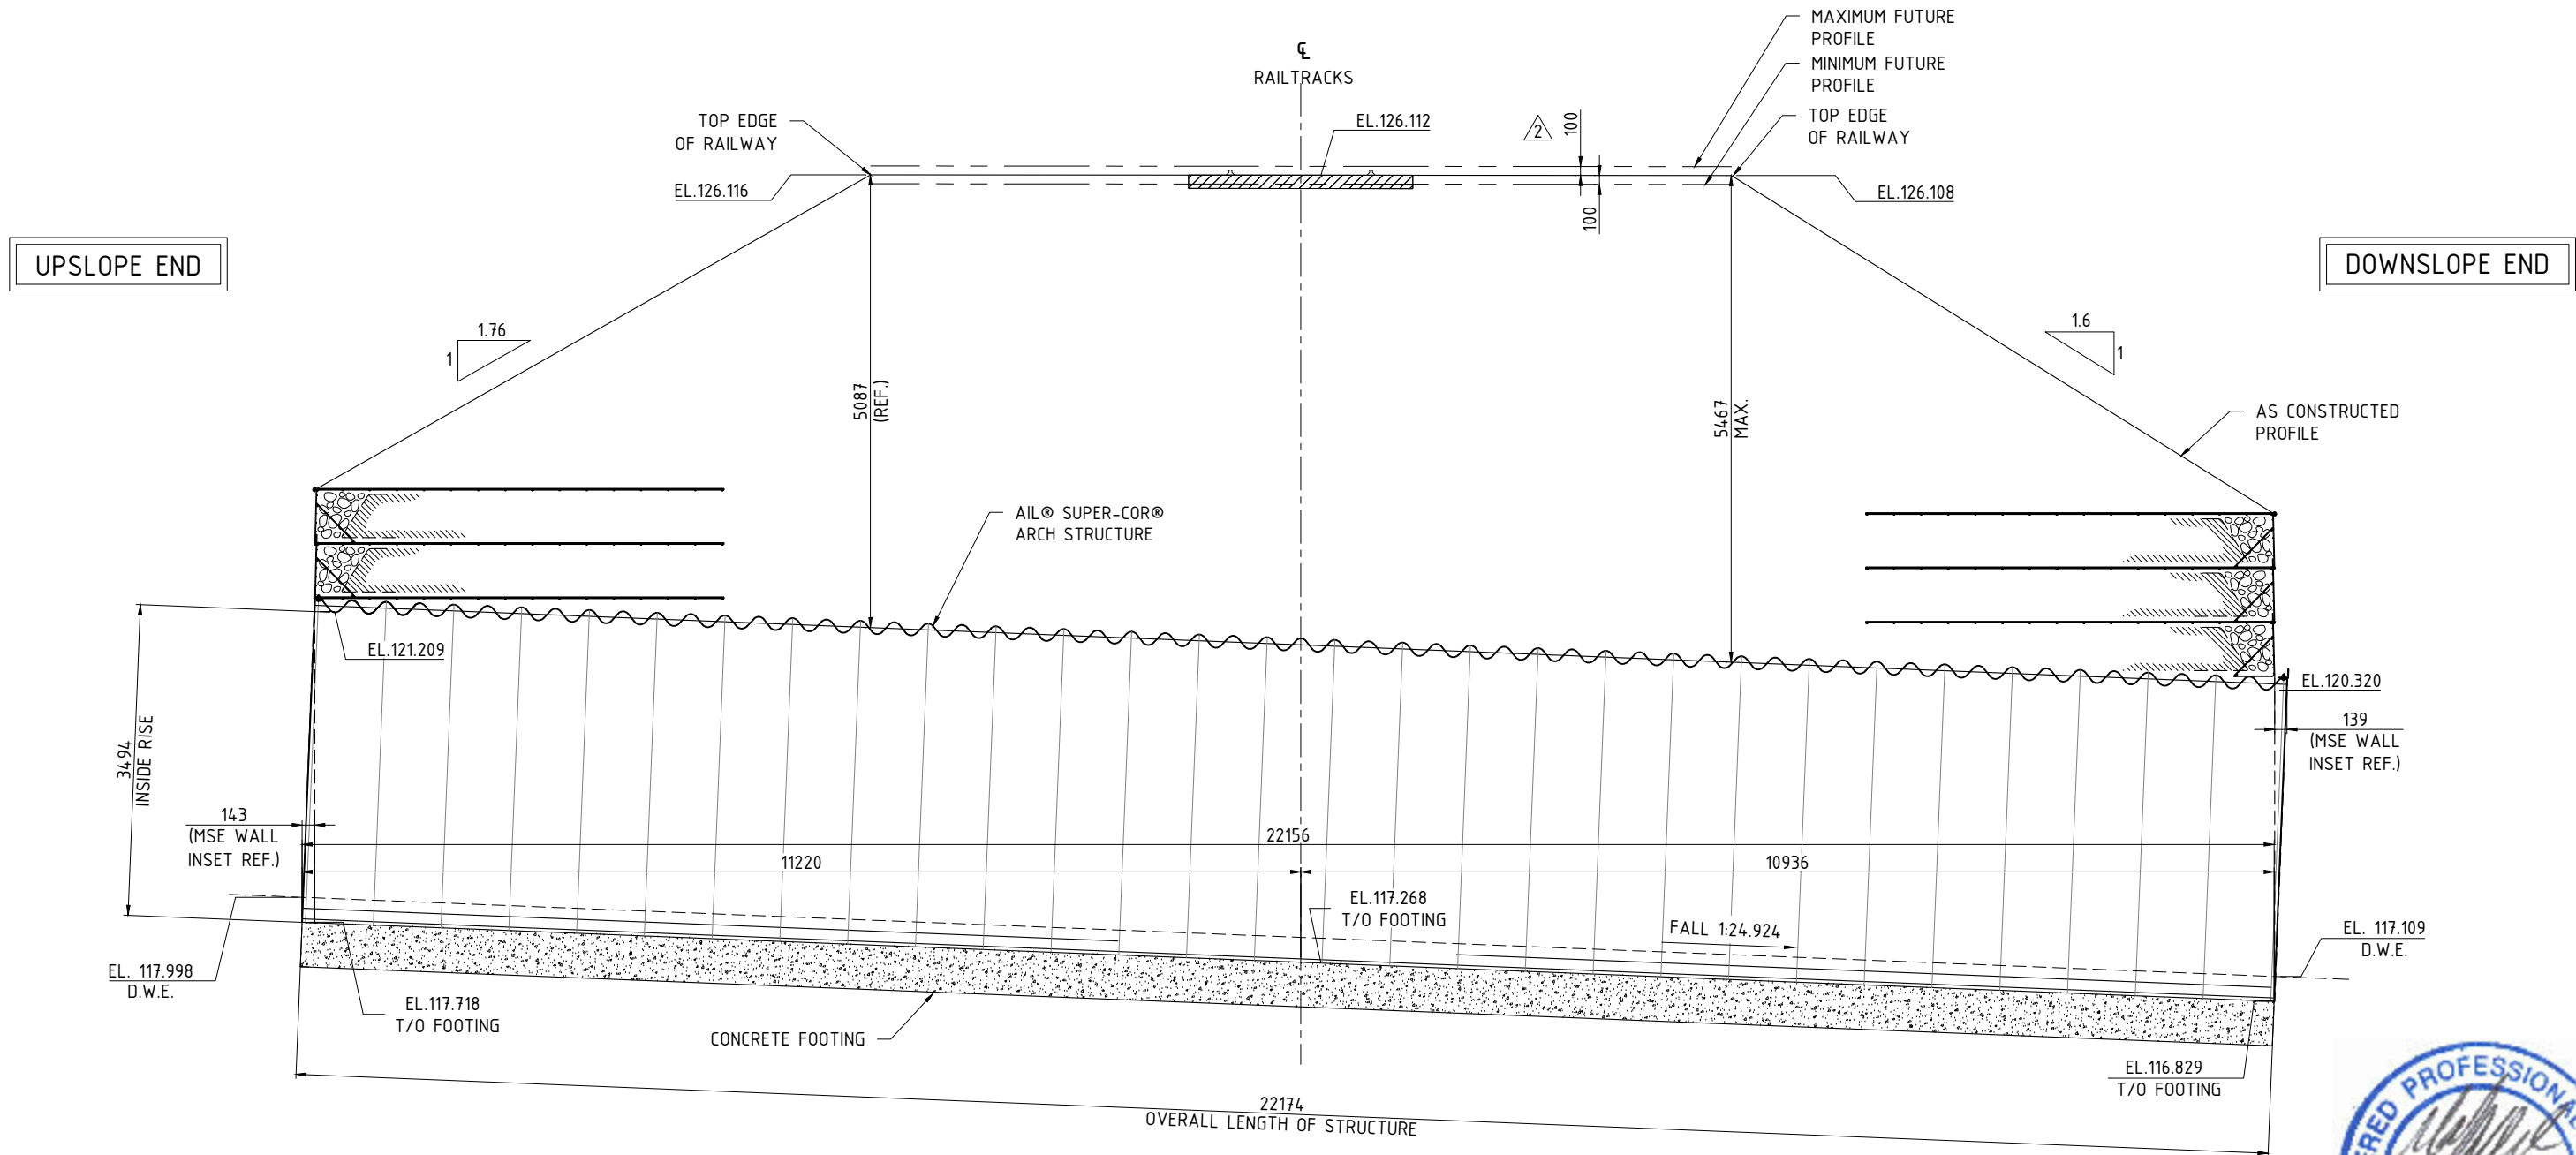 MAXIMUM FUTURE
PROFILE
MINIMUM FUTURE
PROFILE
℄
RAILTRACKS
TOP EDGE
OF RAILWAY
EL.126.112
2
100
TOP EDGE
OF RAILWAY
EL.126.116
100
EL.126.108
UPSLOPE END
DOWNSLOPE END
1.76
1
1.6
1
5087
(REF.)
5467
MAX.
AS CONSTRUCTED
PROFILE
AIL® SUPER-COR®
ARCH STRUCTURE
EL.121.209
EL.120.320
3494
INSIDE RISE
139
(MSE WALL
INSET REF.)
143
(MSE WALL
INSET REF.)
22156
11220
10936
EL.117.268
T/O FOOTING
FALL 1:24.924
EL. 117.109
D.W.E.
EL. 117.998
D.W.E.
EL.117.718
T/O FOOTING
CONCRETE FOOTING
EL.116.829
T/O FOOTING
22174
OVERALL LENGTH OF STRUCTURE
PROFESSIONAL